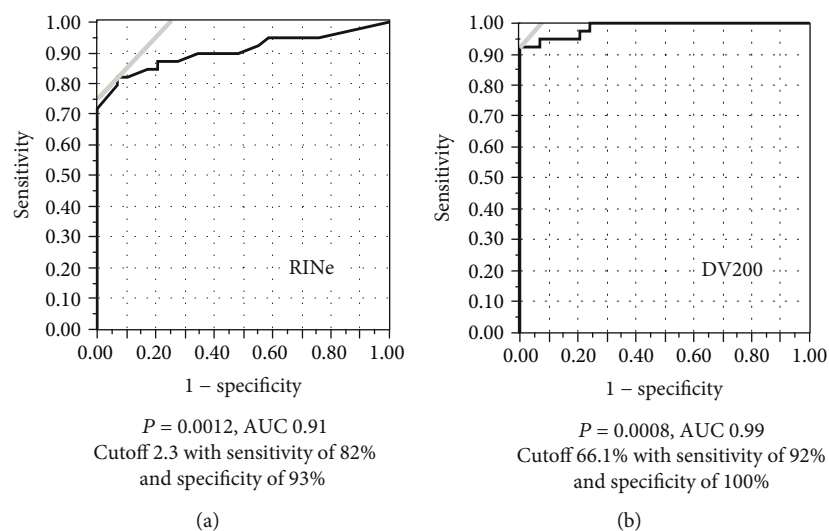 1.00
0.90
0.80
0.70
0.60
0.50
0.40
0.30
0.20
0.10
0.00
Sensitivity
RINe
0.00 0.20 0.40 0.60 0.80 1.00
1 − specificity
P = 0.0012, AUC 0.91
Cutoff 2.3 with sensitivity of 82%
and specificity of 93%
(a)
1.00
0.90
0.80
0.70
0.60
0.50
0.40
0.30
0.20
0.10
0.00
Sensitivity
DV200
0.00 0.20 0.40 0.60 0.80 1.00
1 − specificity
P = 0.0008, AUC 0.99
Cutoff 66.1% with sensitivity of 92%
and specificity of 100%
(b)